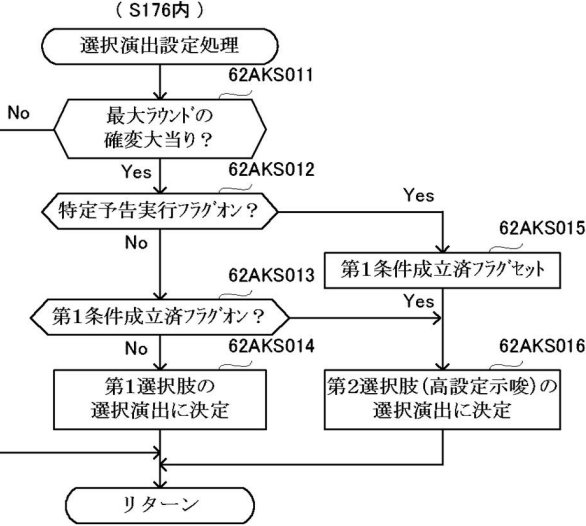 ( S176内 )
選択演出設定処理
62AKS011
最大ラウンドの
確変大当り?
No
Yes
62AKS012
特定予告実行フラグオン?
Yes
No
62AKS015
第1条件成立済フラグセット
62AKS013
第1条件成立済フラグオン?
Yes
No
62AKS014
第1選択肢の
選択演出に決定
62AKS016
第2選択肢(高設定示唆)の
選択演出に決定
リターン